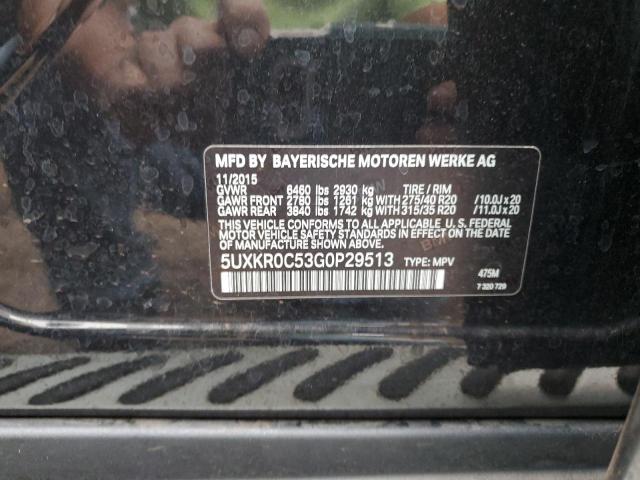 MFD BY BAYERISCHE MOTOREN WERKE AG
11/2015
GVWR 6460 lbs 2930 kg TIRE / RIM
GAWR FRONT 2780 lbs 1261 kg WITH 275/40 R20 /10.0J x 20
GAWR REAR 3840 lbs 1742 kg WITH 315/35 R20 /11.0J x 20
THIS VEHICLE CONFORMS TO ALL APPLICABLE U. S. FEDERAL
MOTOR VEHICLE SAFETY STANDARDS IN EFFECT ON THE
DATE OF MANUFACTURE SHOWN ABOVE.
5UXKR0C53G0P29513 TYPE: MPV
475M
7 320 729